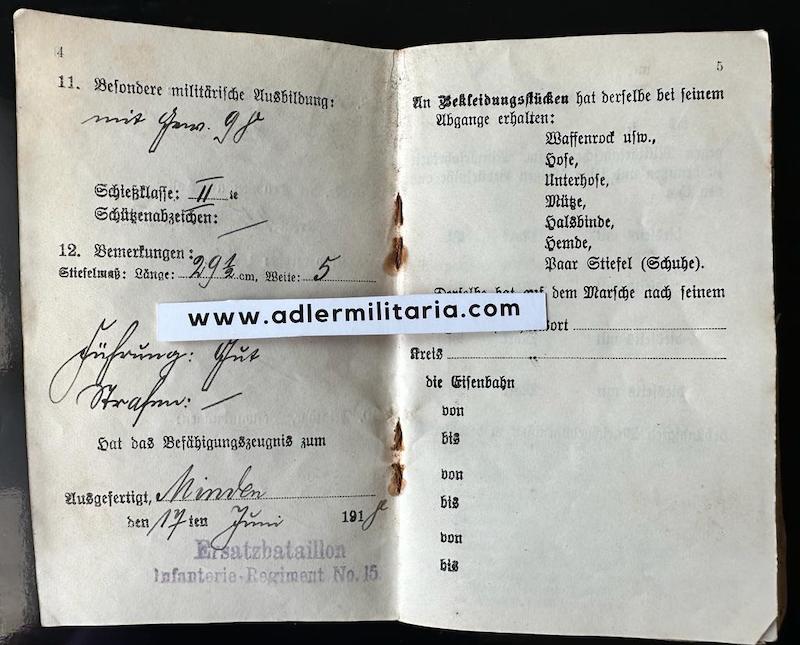 4
11. Besondere militärische Ausbildung:
mit Gew. 98
Schießklasse: II te
Schützenabzeichen: —
12. Bemerkungen:
Stiefelmaß: Länge: 29 1/2 cm, Weite: 5
Führung: Gut
Strafen: —
Hat das Befähigungszeugnis zum
Ausgefertigt, Minden
den 17ten Juni 1918
Ersatzbataillon
Infanterie-Regiment No. 15.
www.adlermilitaria.com
5
An Bekleidungsstücken hat derselbe bei seinem
Abgange erhalten:
Waffenrock usw.,
Hose,
Unterhose,
Mütze,
Halsbinde,
Hemde,
Paar Stiefel (Schuhe).
Derselbe hat auf dem Marsche nach seinem
ort
Kreis
die Eisenbahn
von
bis
von
bis
von
bis